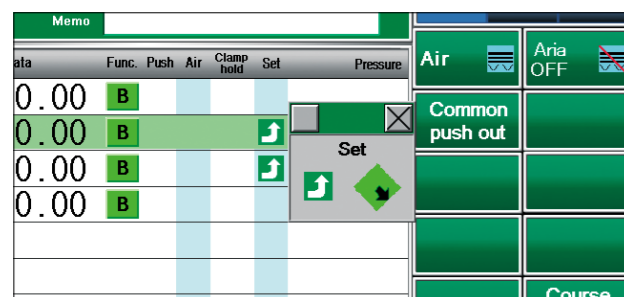 Memo
ata Func. Push Air Clamp hold Set Pressure
0.00 B
0.00 B
0.00 B
0.00 B
Set
Air
Aria OFF
Common push out
Course